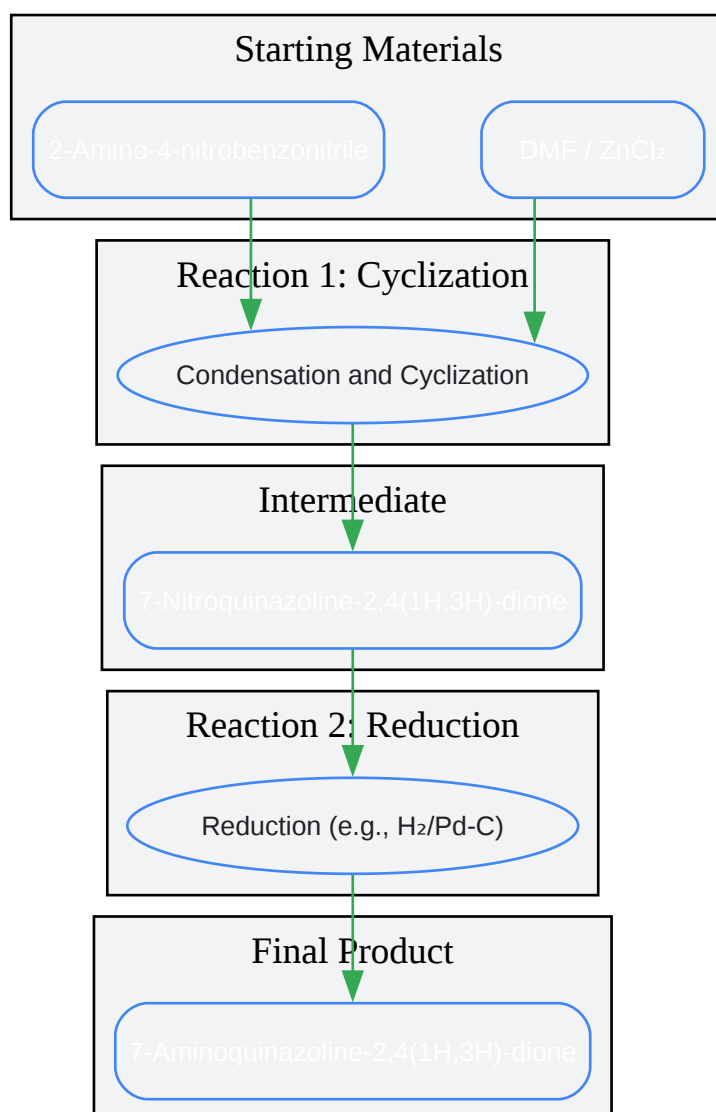 Starting Materials
2-Amino-4-nitrobenzonitrile
DMF / ZnCl₂
Reaction 1: Cyclization
Condensation and Cyclization
Intermediate
7-Nitroquinazoline-2,4(1H,3H)-dione
Reaction 2: Reduction
Reduction (e.g., H₂/Pd-C)
Final Product
7-Aminoquinazoline-2,4(1H,3H)-dione